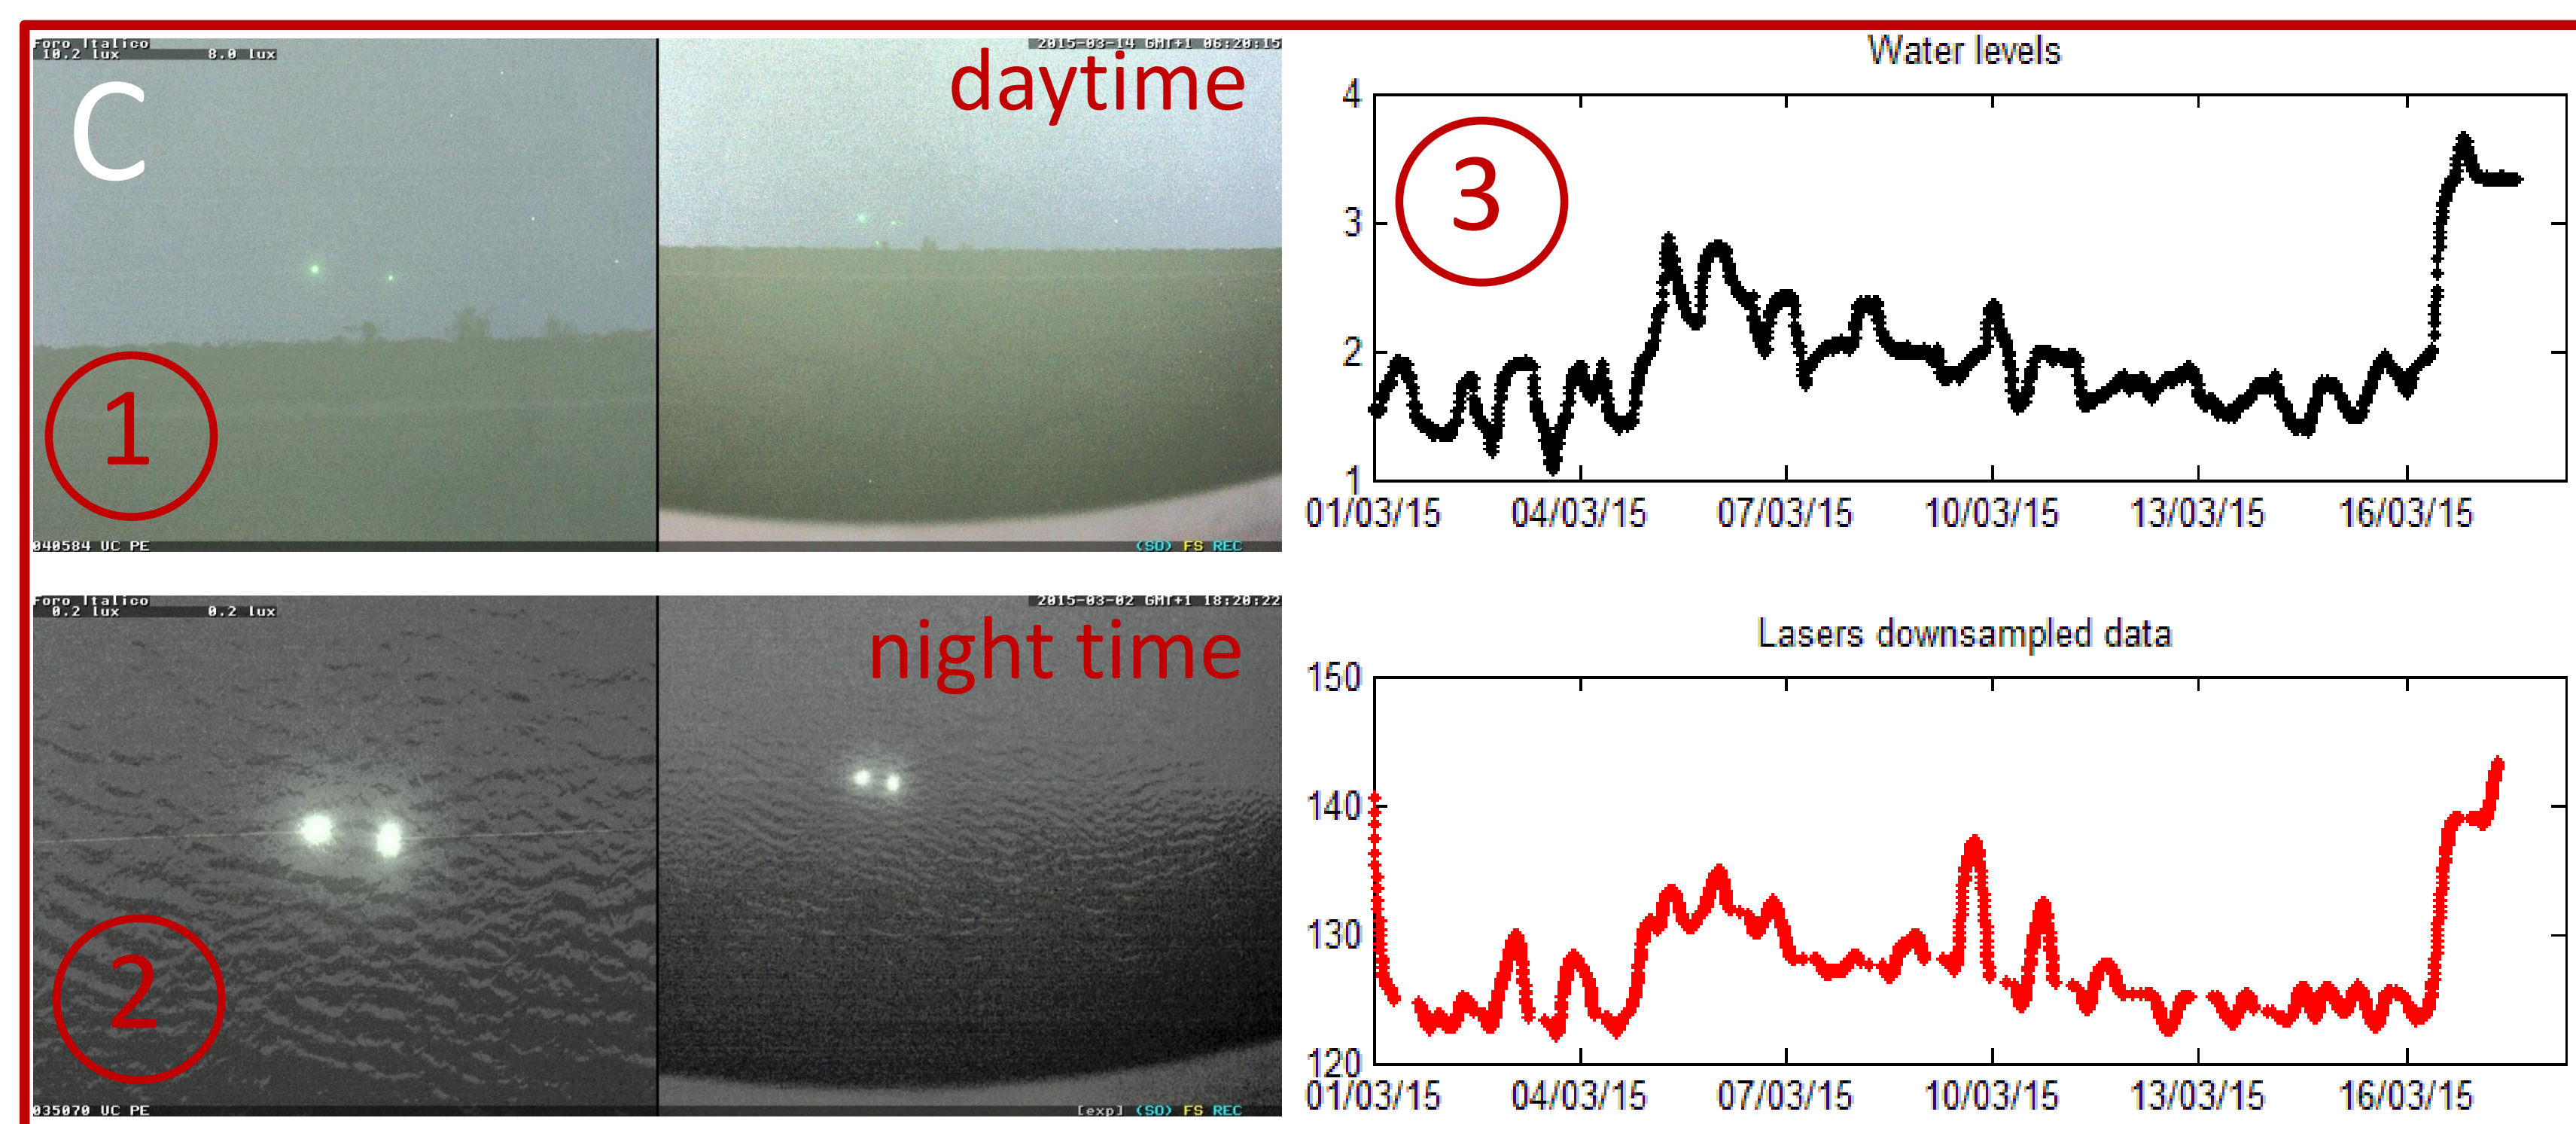 Foro Italico
10.2 lux 8.0 lux
2015-03-14 GMT+1 06:20:15
C
daytime
1
040584 UC PE
(SO) FS REC
Foro Italico
0.2 lux 0.2 lux
2015-03-02 GMT+1 18:20:22
night time
2
035070 UC PE
[exp] (SO) FS REC
Water levels
4
3
2
1
3
01/03/15 04/03/15 07/03/15 10/03/15 13/03/15 16/03/15
Lasers downsampled data
150
140
130
120
01/03/15 04/03/15 07/03/15 10/03/15 13/03/15 16/03/15